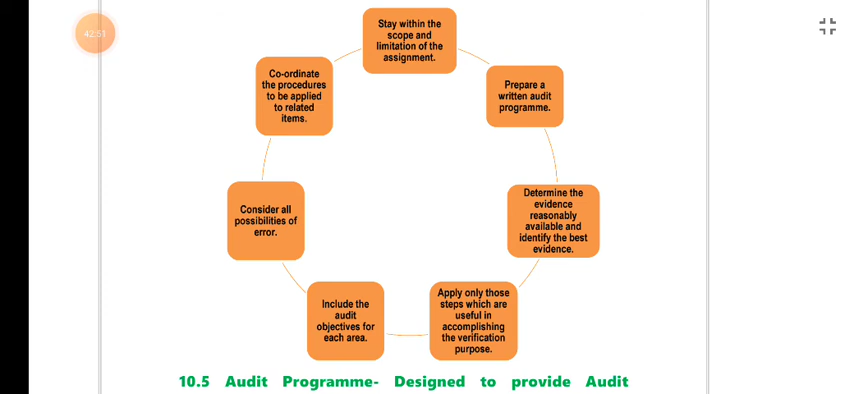 42:51
Stay within the
scope and
limitation of the
assignment.
Prepare a
written audit
programme.
Determine the
evidence
reasonably
available and
identify the best
evidence.
Apply only those
steps which are
useful in
accomplishing
the verification
purpose.
Include the
audit
objectives for
each area.
Consider all
possibilities of
error.
Co-ordinate
the procedures
to be applied
to related
items.
10.5 Audit Programme- Designed to provide Audit